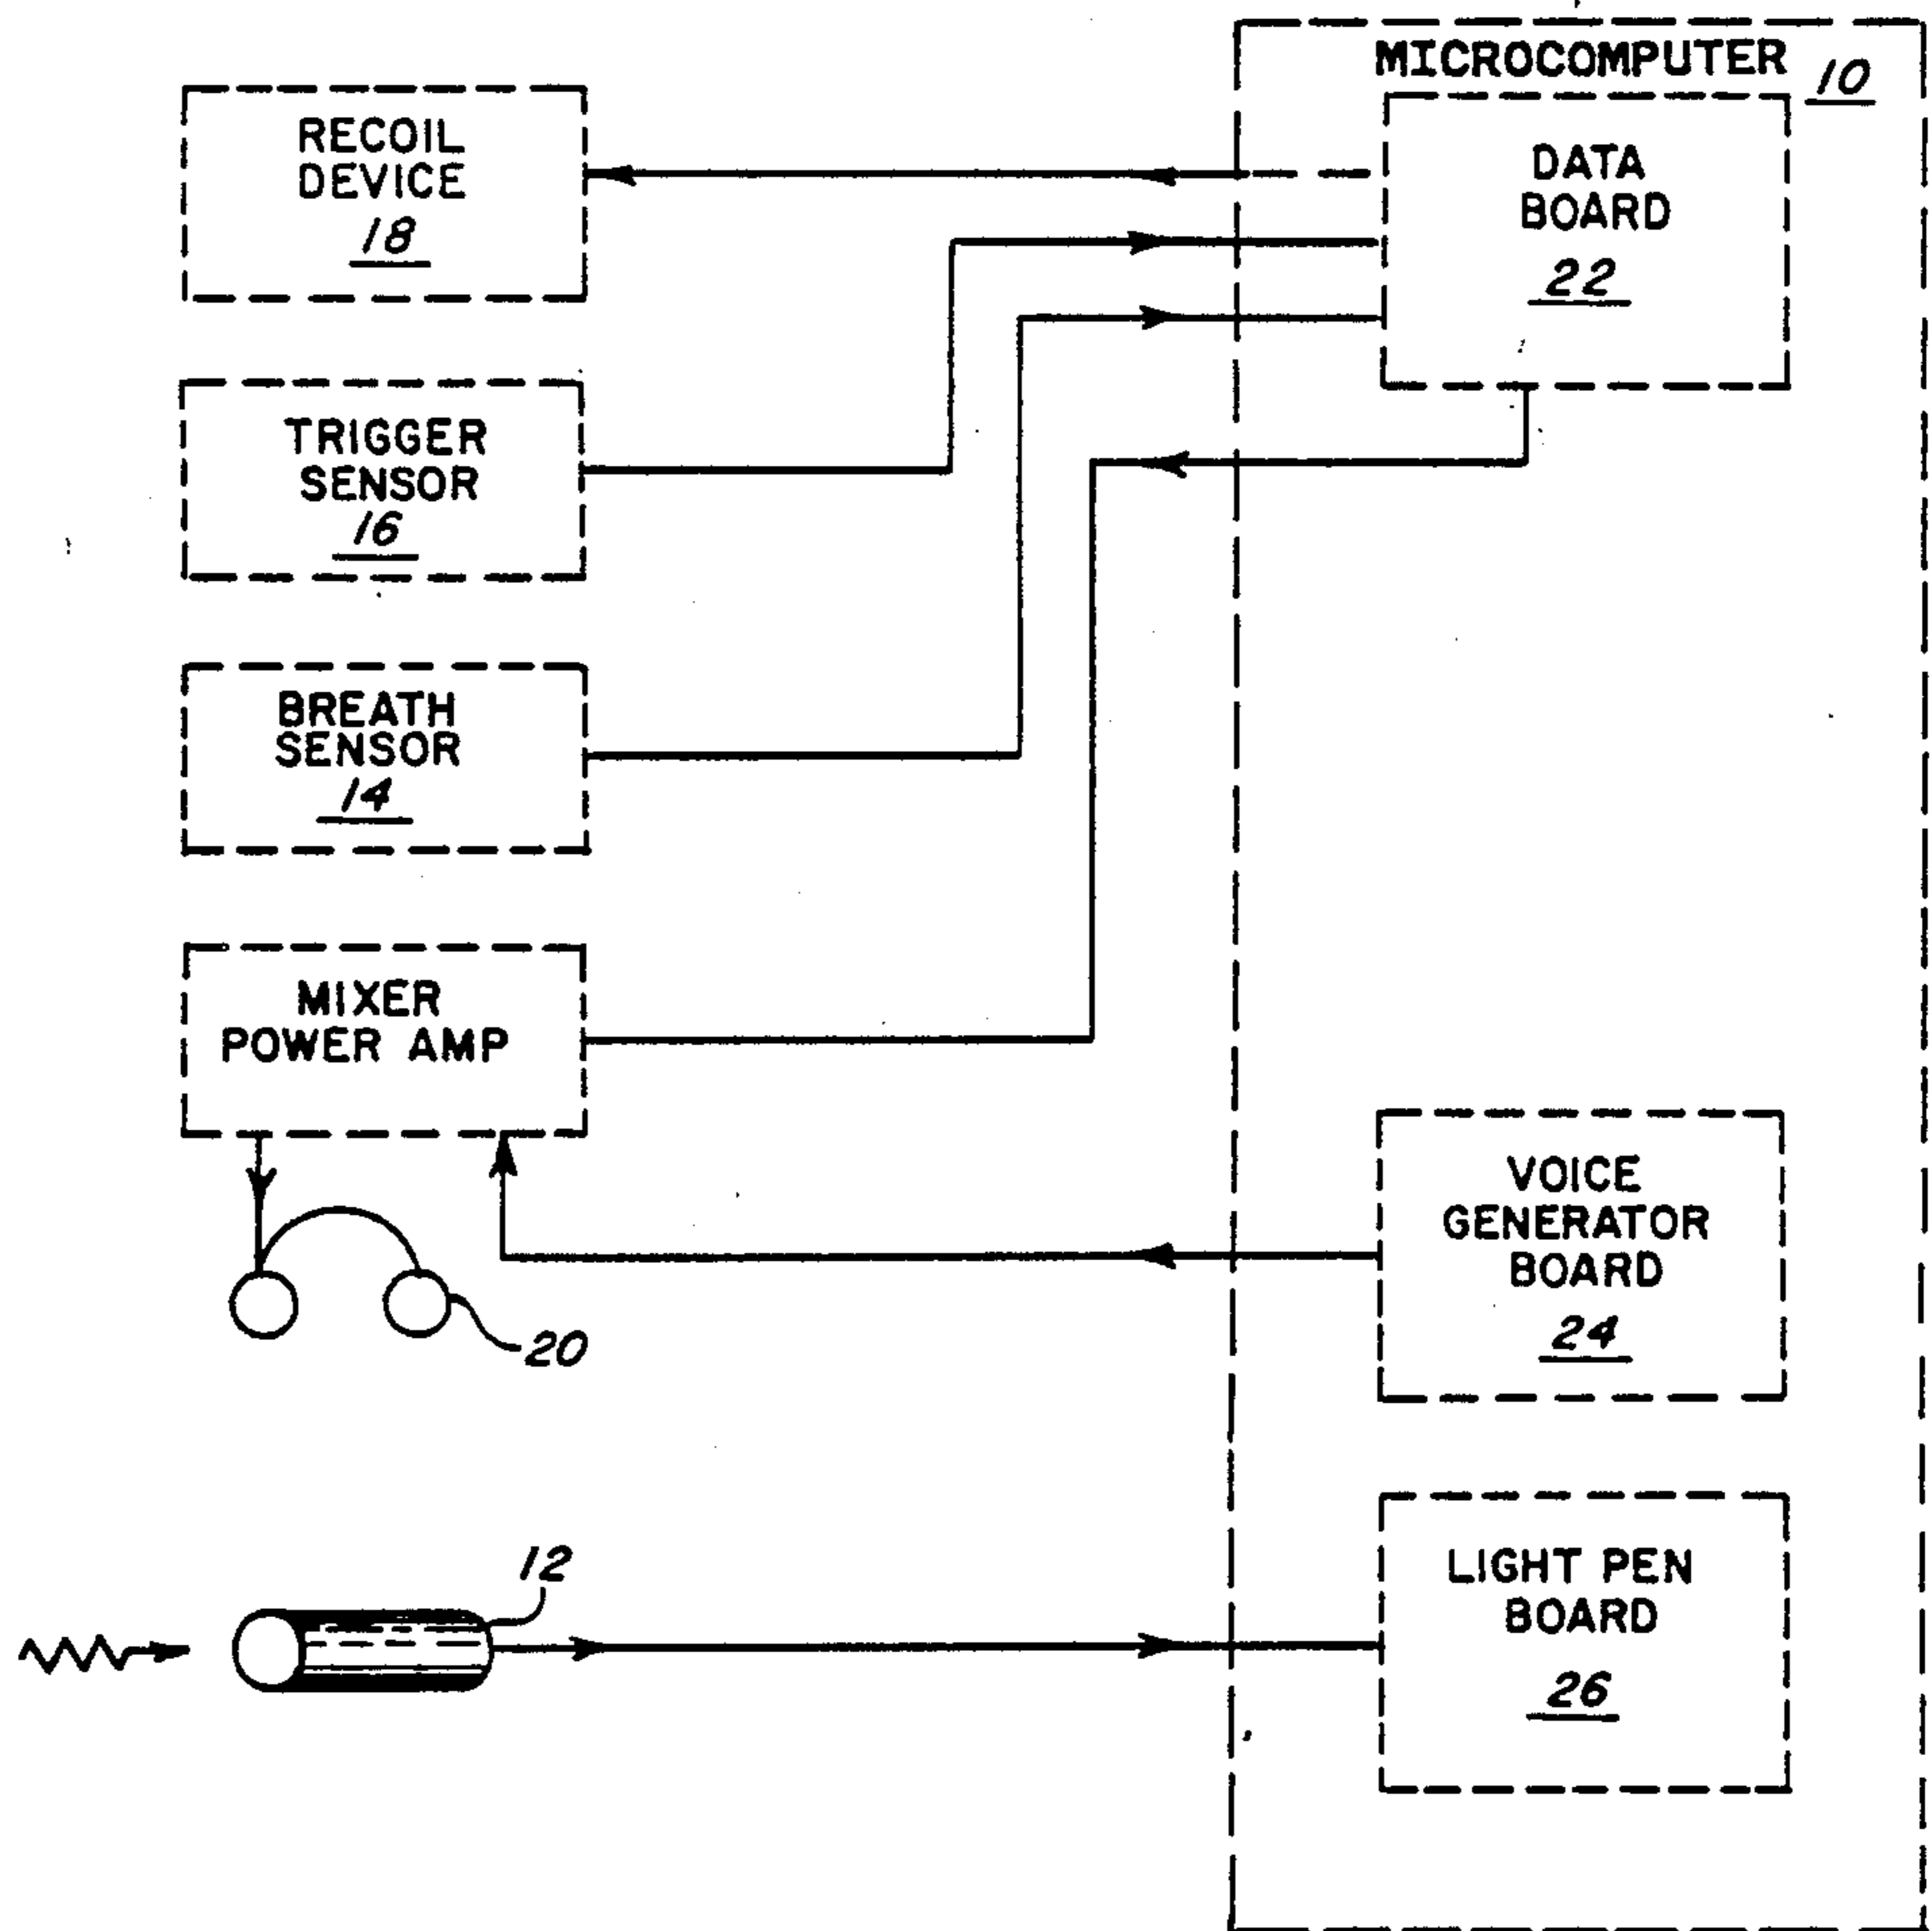 MICROCOMPUTER 10
RECOIL
DEVICE
18
DATA
BOARD
22
TRIGGER
SENSOR
16
BREATH
SENSOR
14
MIXER
POWER AMP
20
VOICE
GENERATOR
BOARD
24
12
LIGHT PEN
BOARD
26